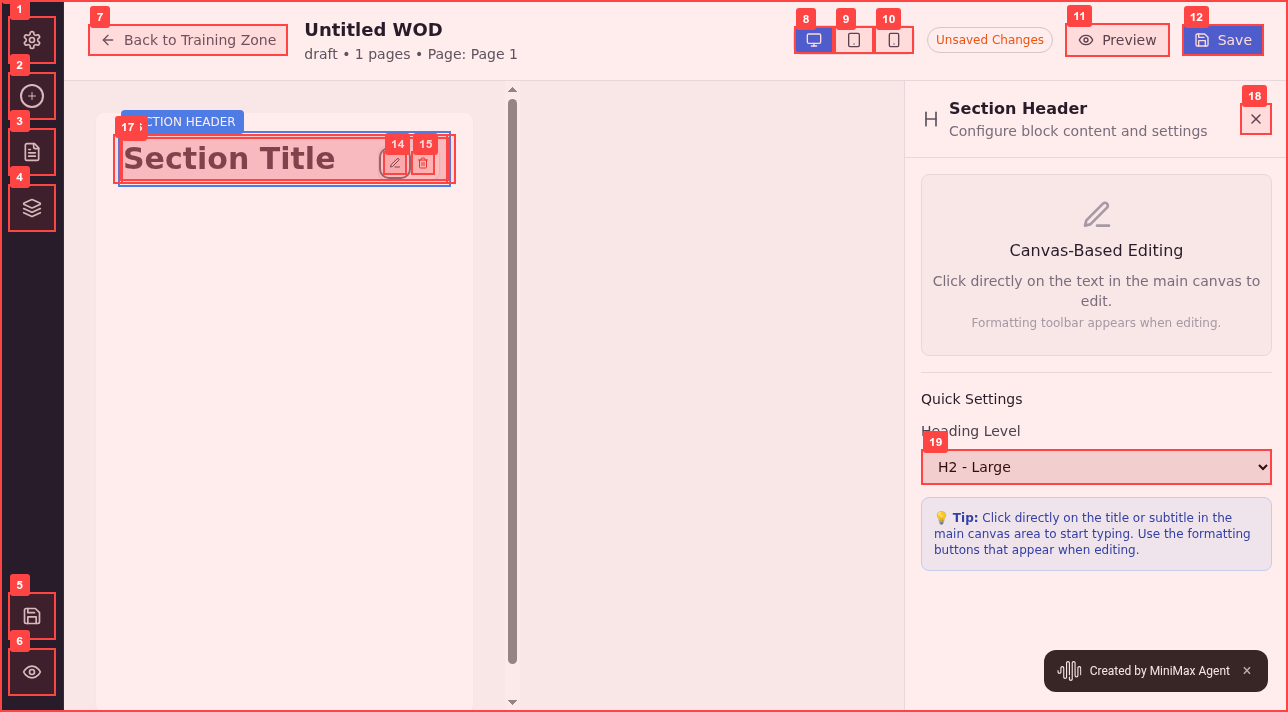 1
2
3
4
5
6
7
Back to Training Zone
Untitled WOD
draft • 1 pages • Page: Page 1
8
9
10
Unsaved Changes
11
Preview
12
Save
CTION HEADER
17
Section Title
14
15
Section Header
Configure block content and settings
18
Canvas-Based Editing
Click directly on the text in the main canvas to
edit.
Formatting toolbar appears when editing.
Quick Settings
Heading Level
19
H2 - Large
💡 Tip: Click directly on the title or subtitle in the
main canvas area to start typing. Use the formatting
buttons that appear when editing.
Created by MiniMax Agent